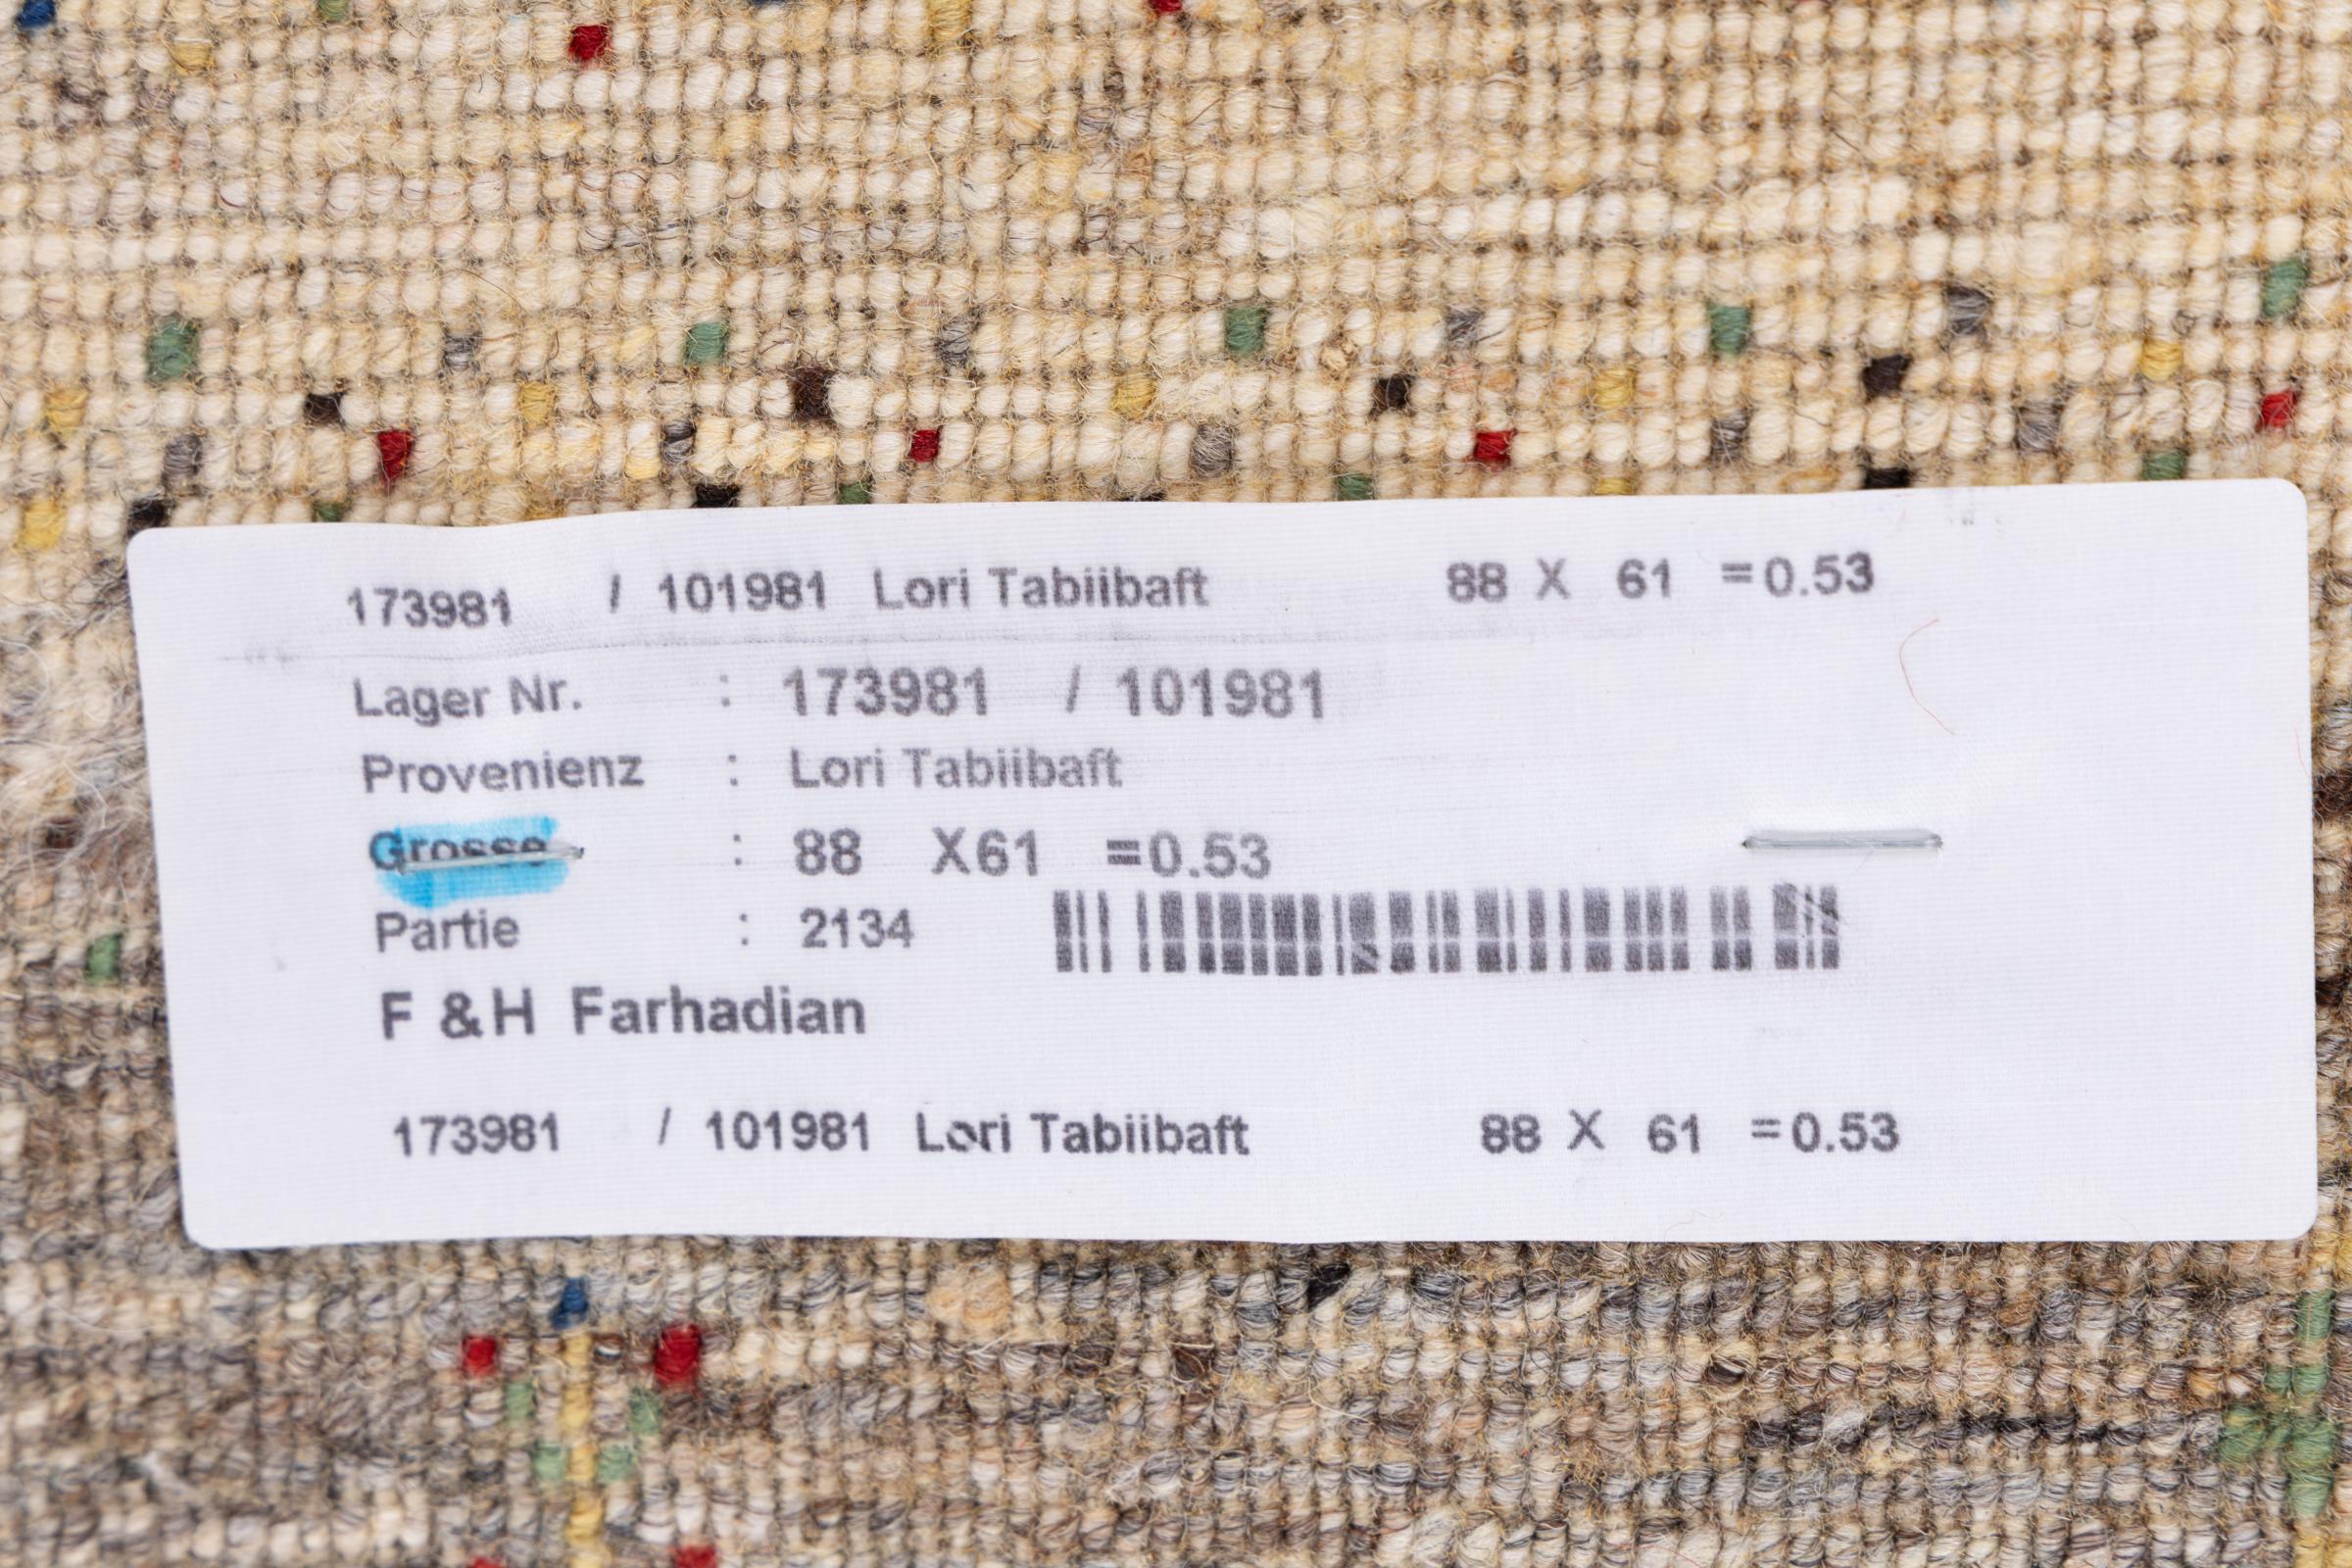 173981 / 101981 Lori Tabiibaft 88 X 61 =0.53
Lager Nr. : 173981 / 101981
Provenienz : Lori Tabiibaft
Grosse : 88 X61 =0.53
Partie : 2134
F &H Farhadian
173981 / 101981 Lori Tabiibaft 88 X 61 =0.53